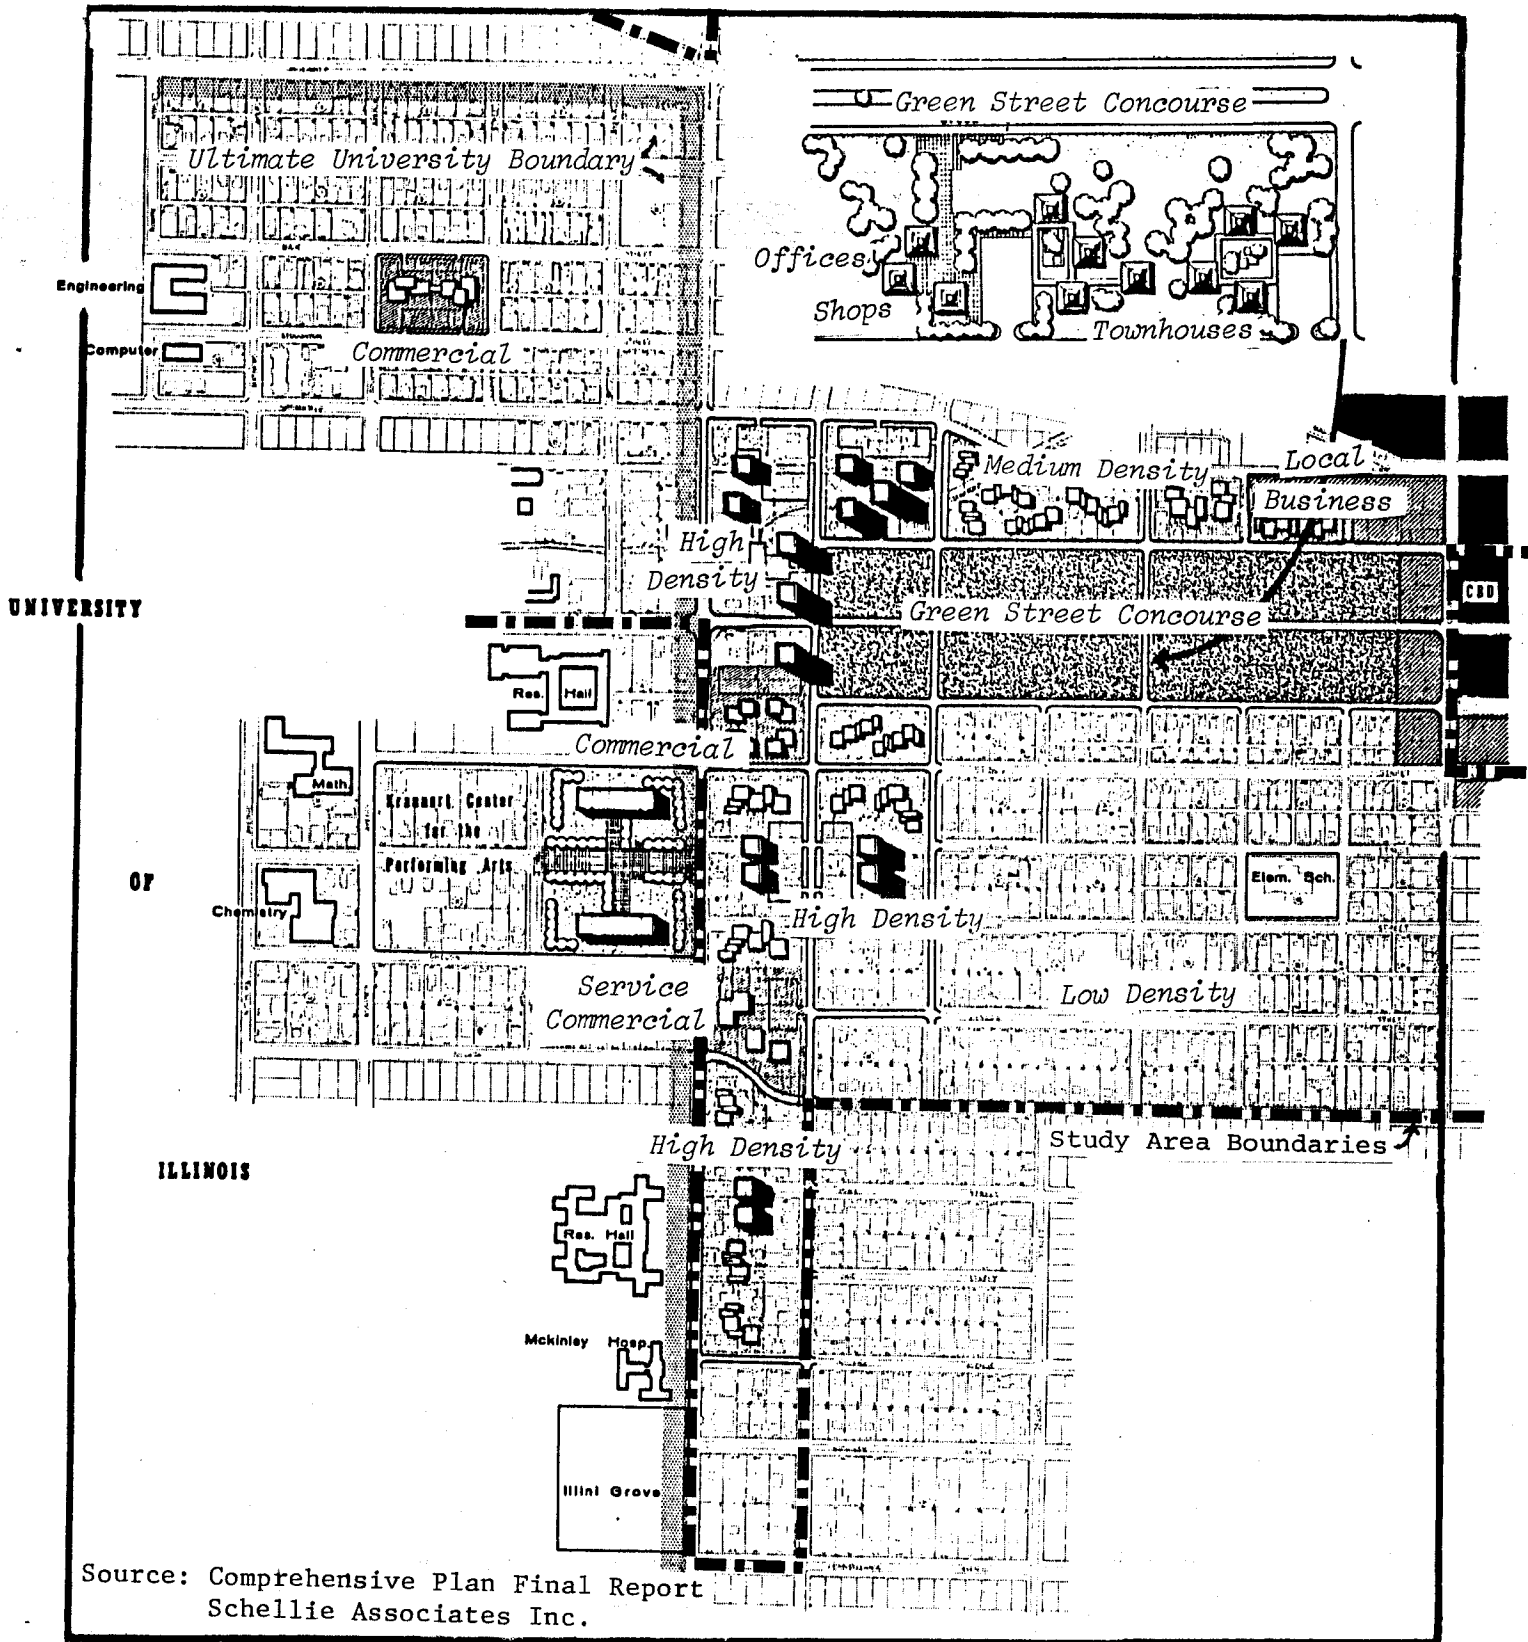 Green Street Concourse
Ultimate University Boundary
Offices
Engineering
Shops
Townhouses
Computer
Commercial
Medium Density
Local
Business
High
Density
CBD
UNIVERSITY
Green Street Concourse
Res. Hall
Commercial
Math.
Krannert Center
for the
Performing Arts
OF
Elem. Sch.
Chemistry
High Density
Service
Commercial
Low Density
High Density
Study Area Boundaries
ILLINOIS
Res. Hall
Mckinley Hosp.
Illini Grove
Source: Comprehensive Plan Final Report
Schellie Associates Inc.